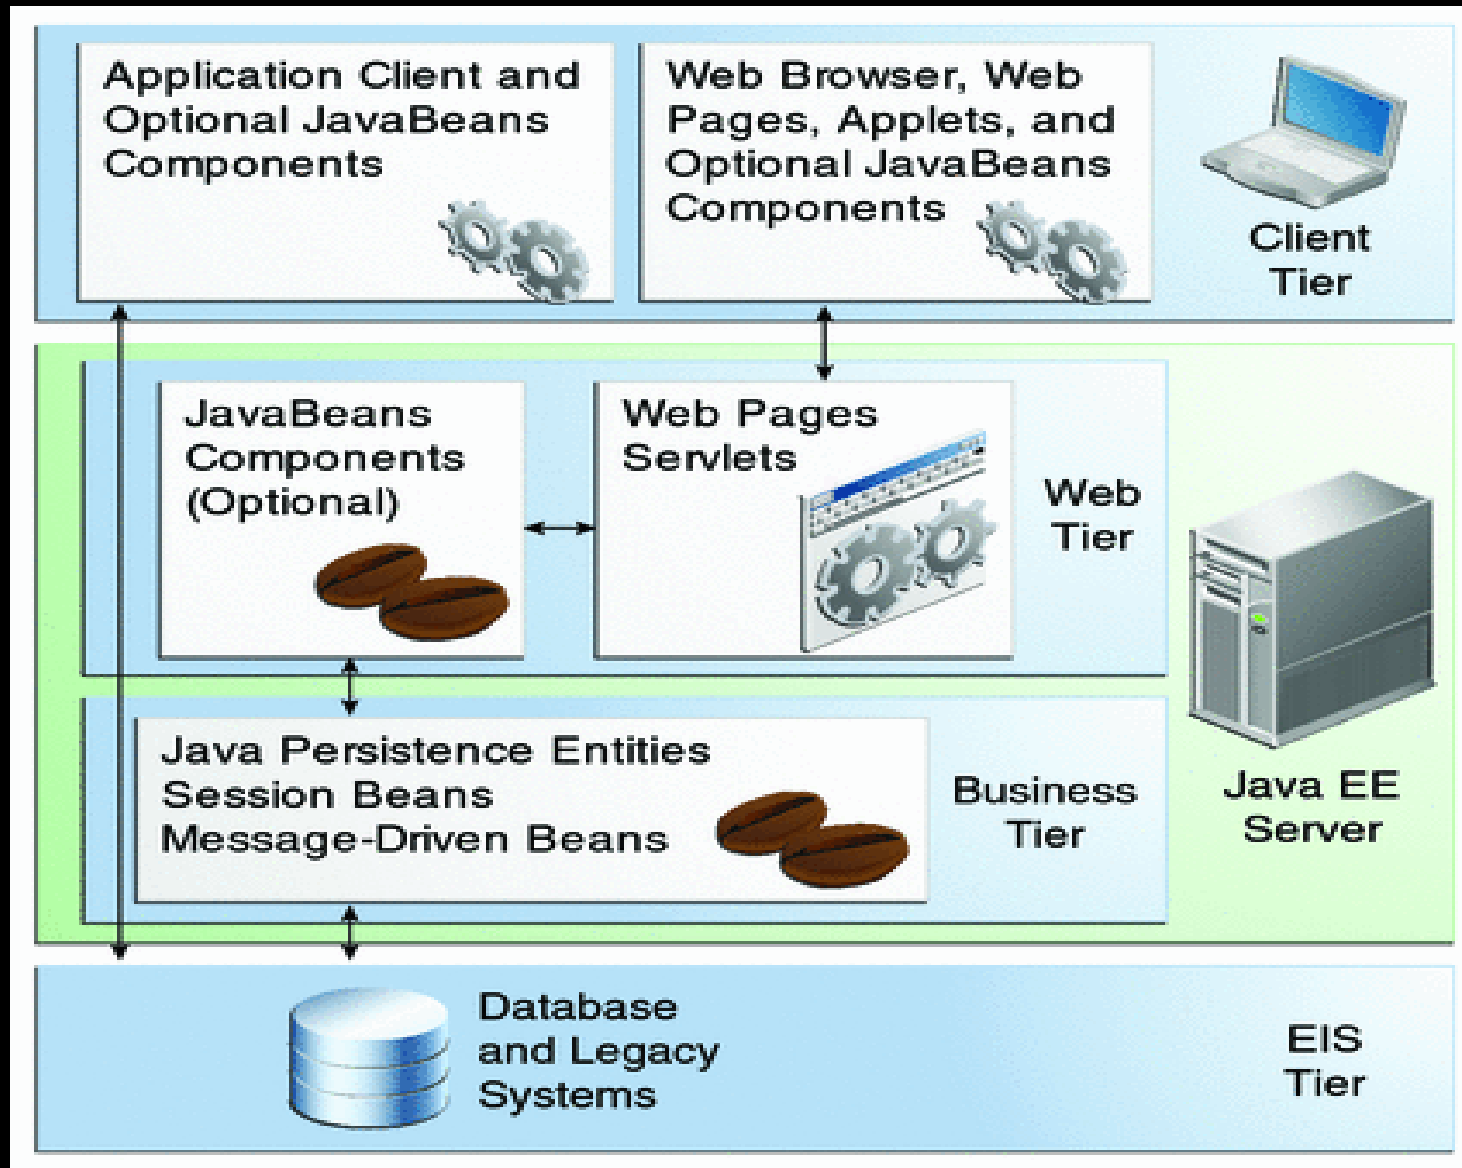 Application Client and
Optional JavaBeans
Components
Web Browser, Web
Pages, Applets, and
Optional JavaBeans
Components
Client
Tier
JavaBeans
Components
(Optional)
Web Pages
Servlets
Web
Tier
Java Persistence Entities
Session Beans
Message-Driven Beans
Business
Tier
Java EE
Server
Database
and Legacy
Systems
EIS
Tier